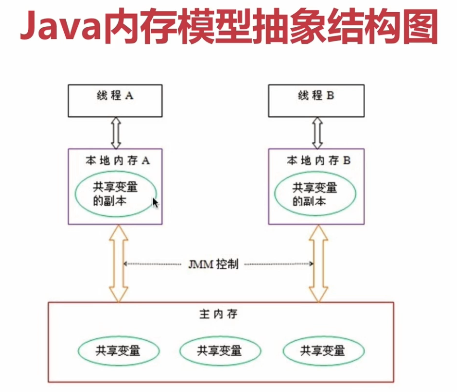 Java内存模型抽象结构图
线程 A
线程 B
本地内存A
本地内存 B
共享变量
的副本
共享变量
的副本
JMM 控制
主内存
共享变量
共享变量
共享变量